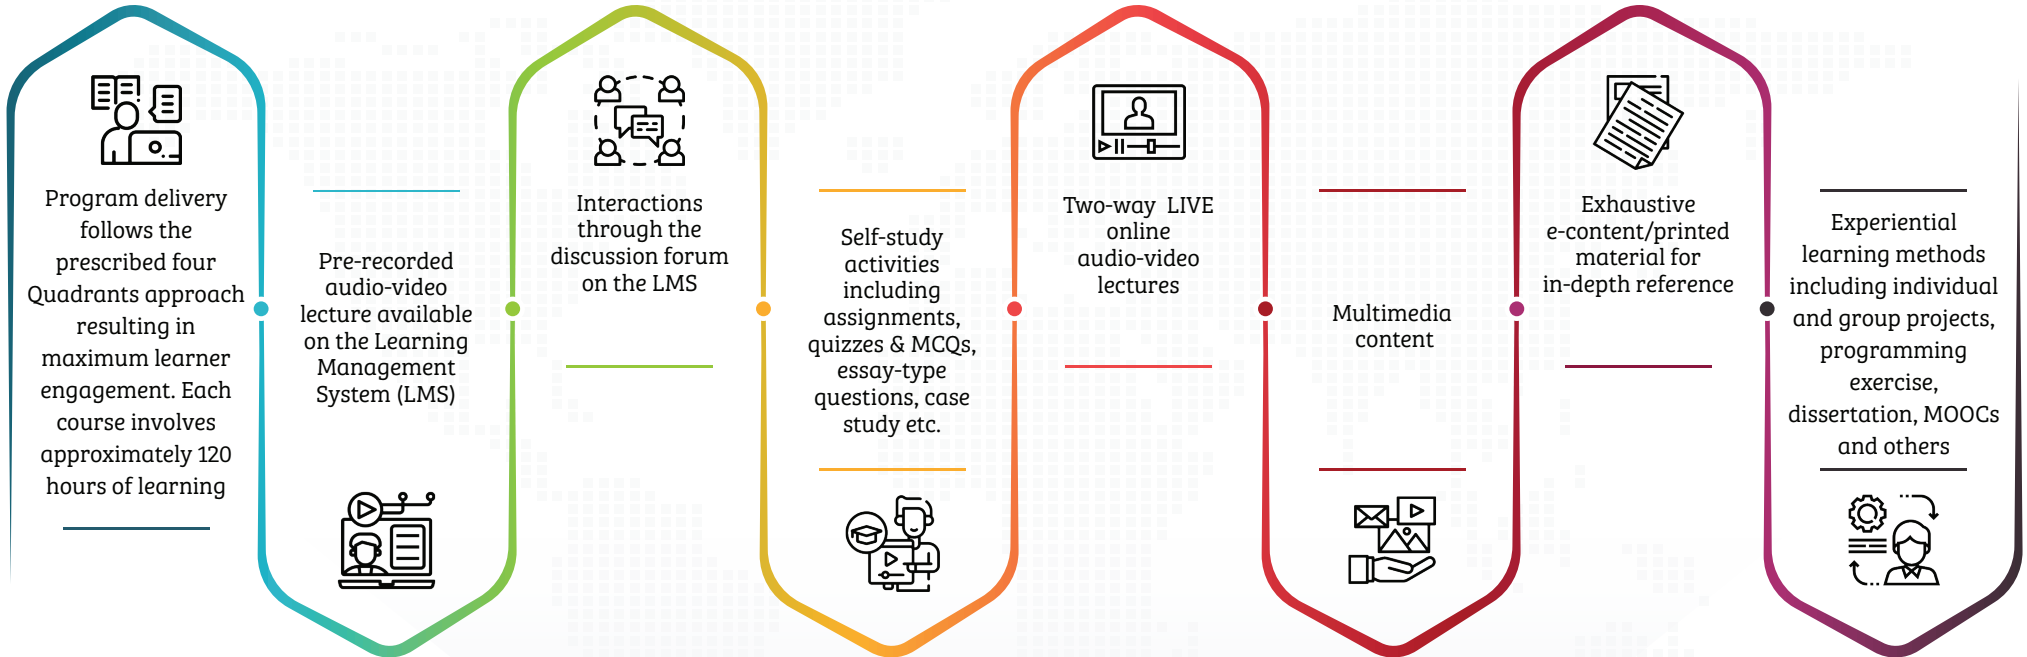 Program delivery
follows the
prescribed four
Quadrants approach
resulting in
maximum learner
engagement. Each
course involves
approximately 120
hours of learning
Pre-recorded
audio-video
lecture available
on the Learning
Management
System (LMS)
Interactions
through the
discussion forum
on the LMS
Self-study
activities
including
assignments,
quizzes & MCQs,
essay-type
questions, case
study etc.
Two-way LIVE
online
audio-video
lectures
Multimedia
content
Exhaustive
e-content/printed
material for
in-depth reference
Experiential
learning methods
including individual
and group projects,
programming
exercise,
dissertation, MOOCs
and others